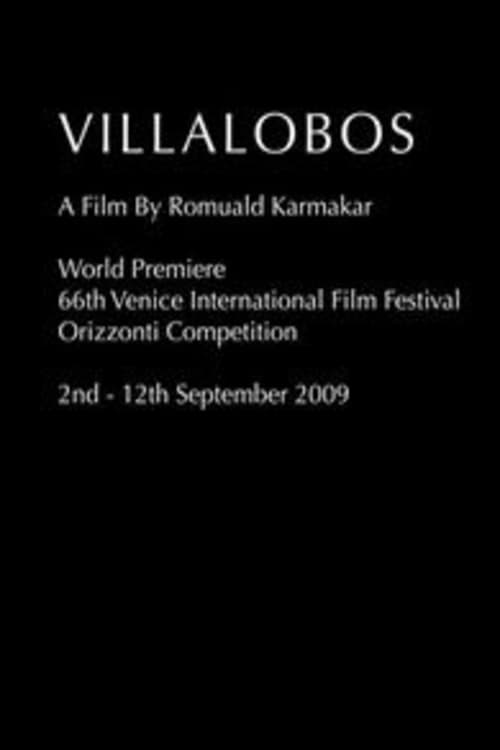 VILLALOBOS
A Film By Romuald Karmakar
World Premiere
66th Venice International Film Festival
Orizzonti Competition
2nd - 12th September 2009